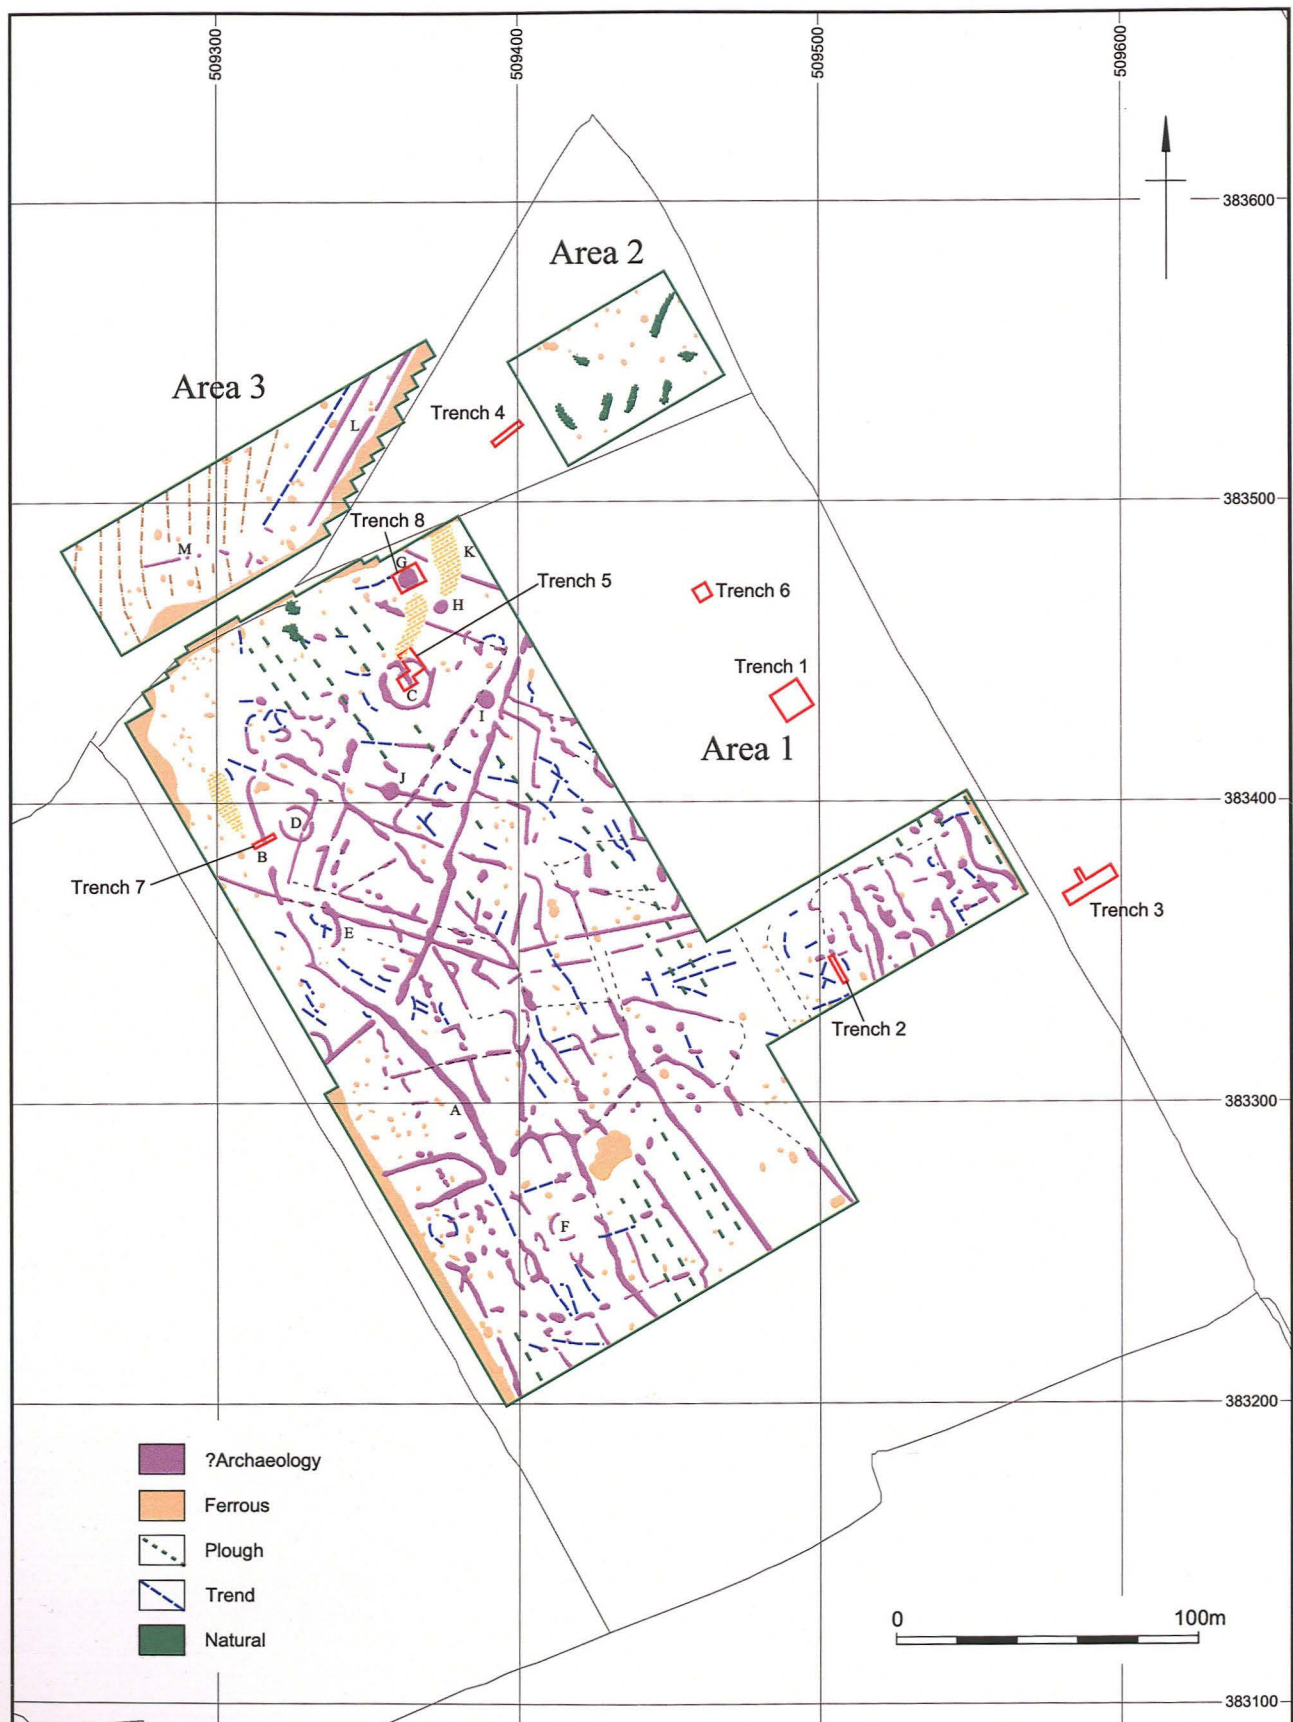 509300
509400
509500
509600
383600
Area 2
Area 3
Trench 4
L
383500
Trench 8
M
K
G
Trench 5
Trench 6
H
Trench 1
C
I
Area 1
J
383400
D
B
Trench 7
Trench 3
E
Trench 2
A
383300
F
383200
?Archaeology
Ferrous
Plough
Trend
Natural
0 100m
383100